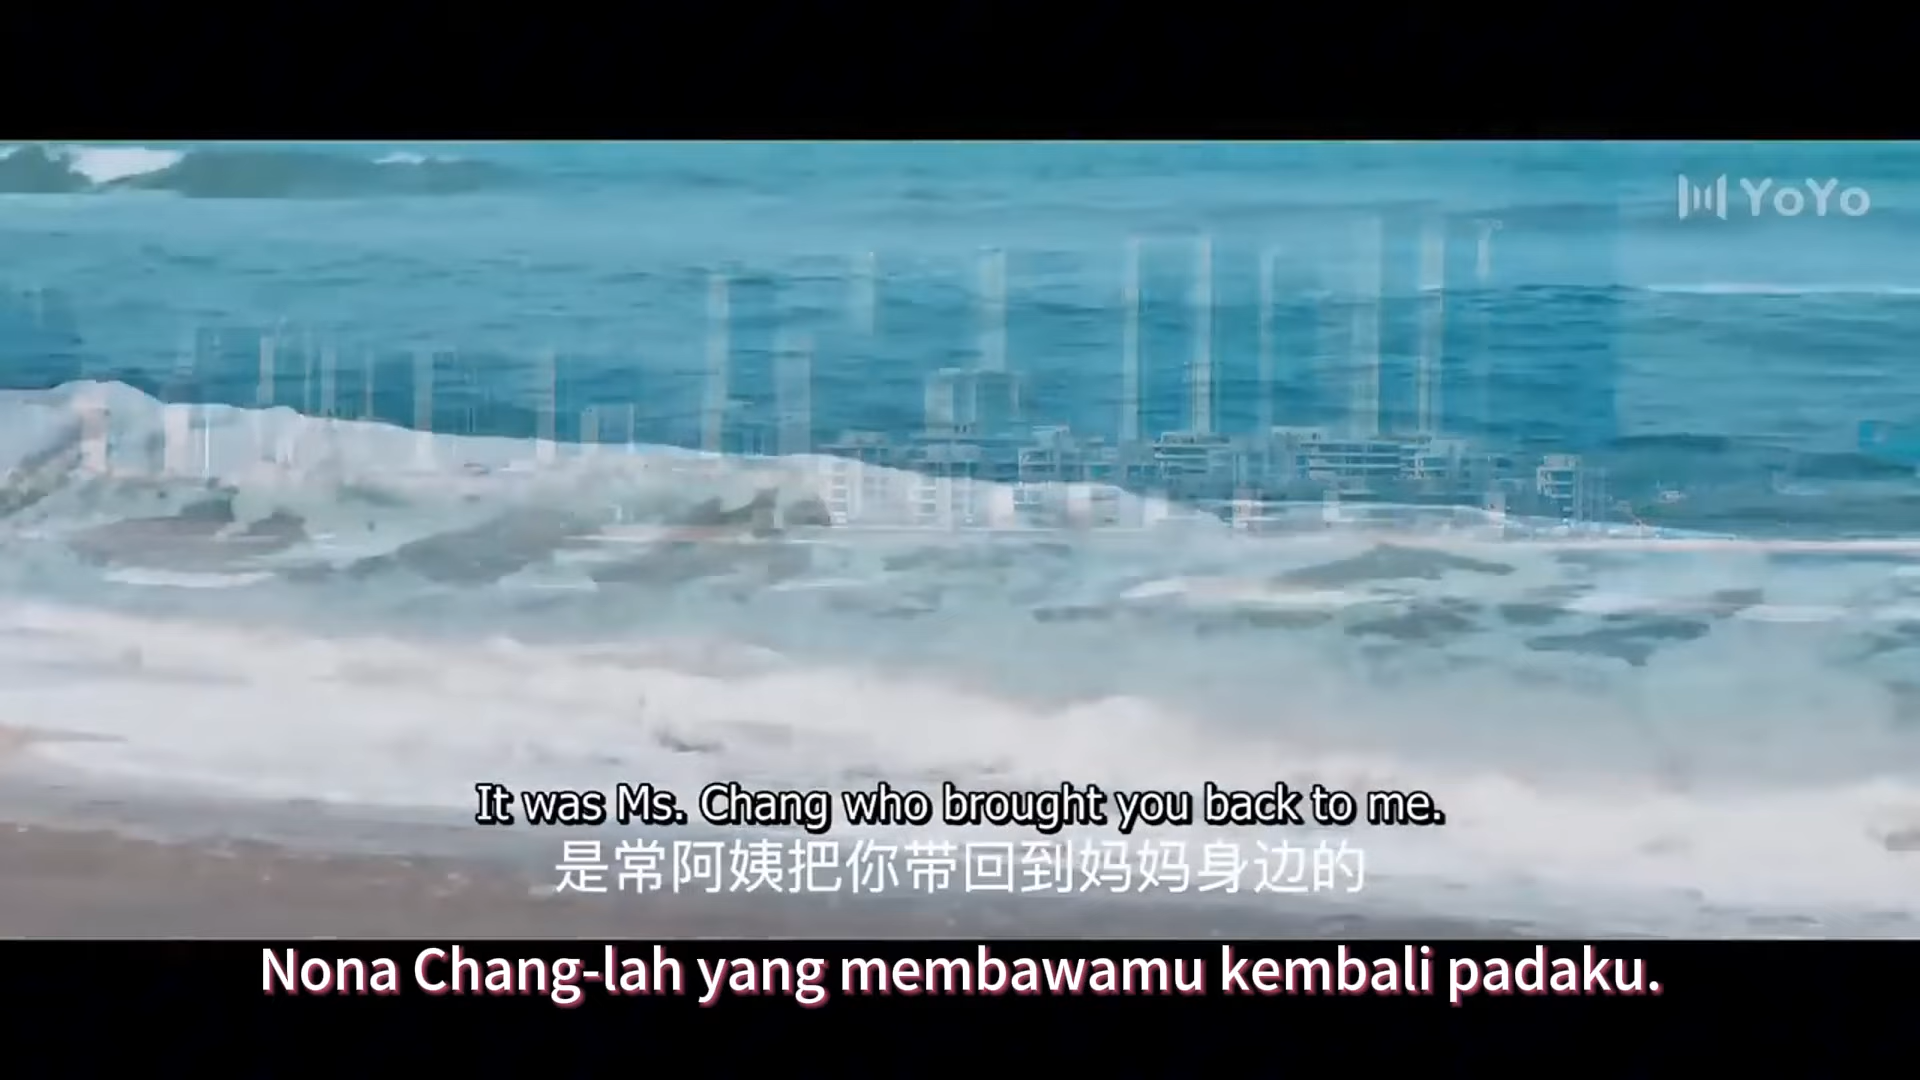 YoYo
It was Ms. Chang who brought you back to me.
是常阿姨把你带回到妈妈身边的
Nona Chang-lah yang membawamu kembali padaku.